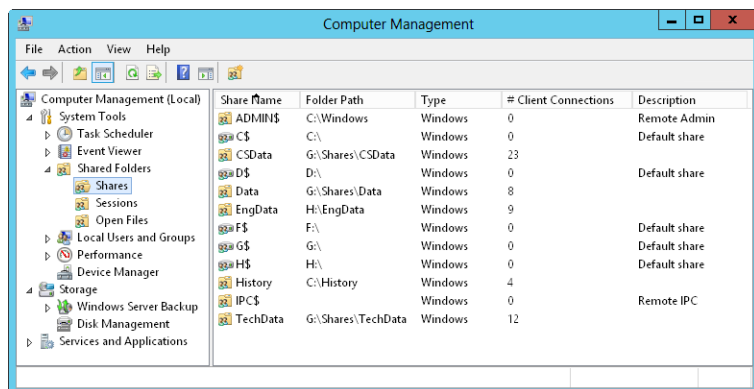 Computer Management
File Action View Help
Computer Management (Local)
System Tools
Task Scheduler
Event Viewer
Shared Folders
Shares
Sessions
Open Files
Local Users and Groups
Performance
Device Manager
Storage
Windows Server Backup
Disk Management
Services and Applications
Share Name Folder Path Type # Client Connections Description
ADMIN$ C:\Windows Windows 0 Remote Admin
C$ C:\ Windows 0 Default share
CSData G:\Shares\CSData Windows 23
D$ D:\ Windows 0 Default share
Data G:\Shares\Data Windows 8
EngData H:\EngData Windows 9
F$ F:\ Windows 0 Default share
G$ G:\ Windows 0 Default share
H$ H:\ Windows 0 Default share
History C:\History Windows 4
IPC$ Windows 0 Remote IPC
TechData G:\Shares\TechData Windows 12